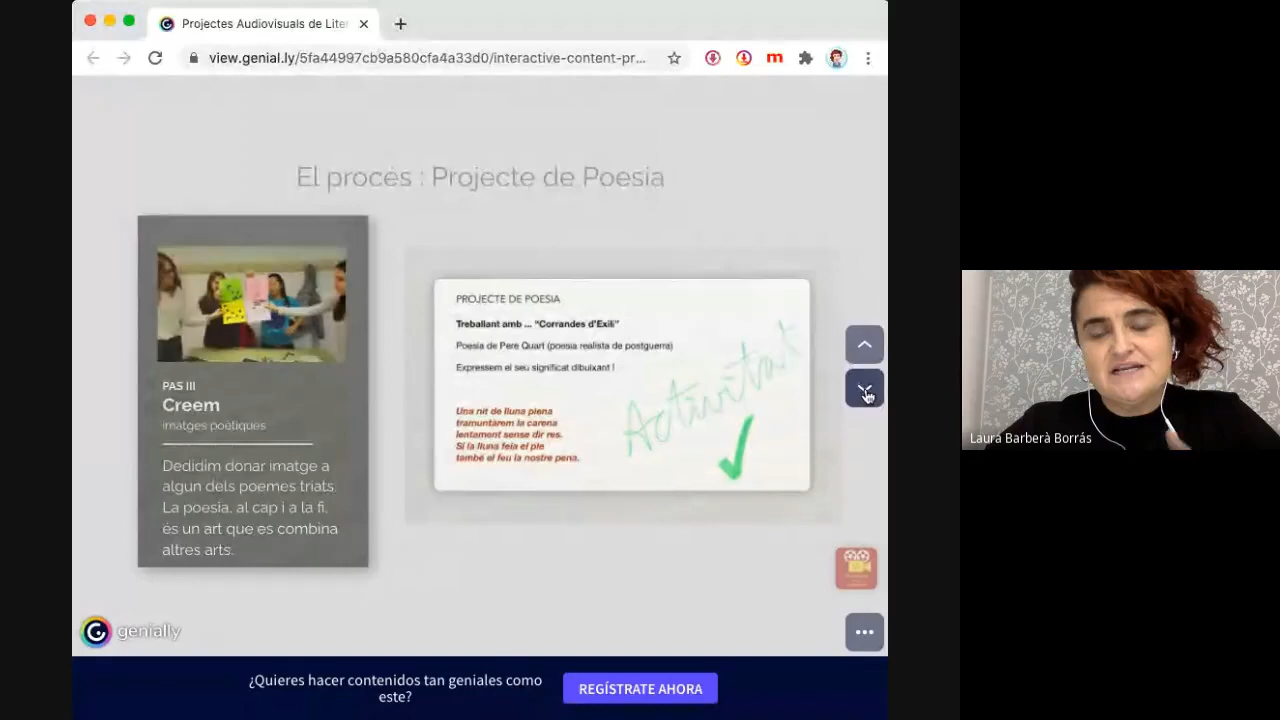 Projectes Audiovisuals de Liter
view.genial.ly/5fa44997cb9a580cfa4a33d0/interactive-content-pr...
m
El procés : Projecte de Poesia
PAS III
Creem
imatges poètiques
Dedidim donar imatge a
algun dels poemes triats.
La poesia, al cap i a la fi,
és un art que es combina
altres arts.
PROJECTE DE POESIA
Treballant amb ... “Corrandes d’Exili”
Poesia de Pere Quart (poesia realista de postguerra)
Expressem el seu significat dibuixant !
Una nit de lluna plena
tramuntàrem la carena
lentament sense dir res.
Si la lluna feia el ple
també el feu la nostre pena.
Activitat
genially
¿Quieres hacer contenidos tan geniales como
este?
REGÍSTRATE AHORA
Laura Barberà Borrás